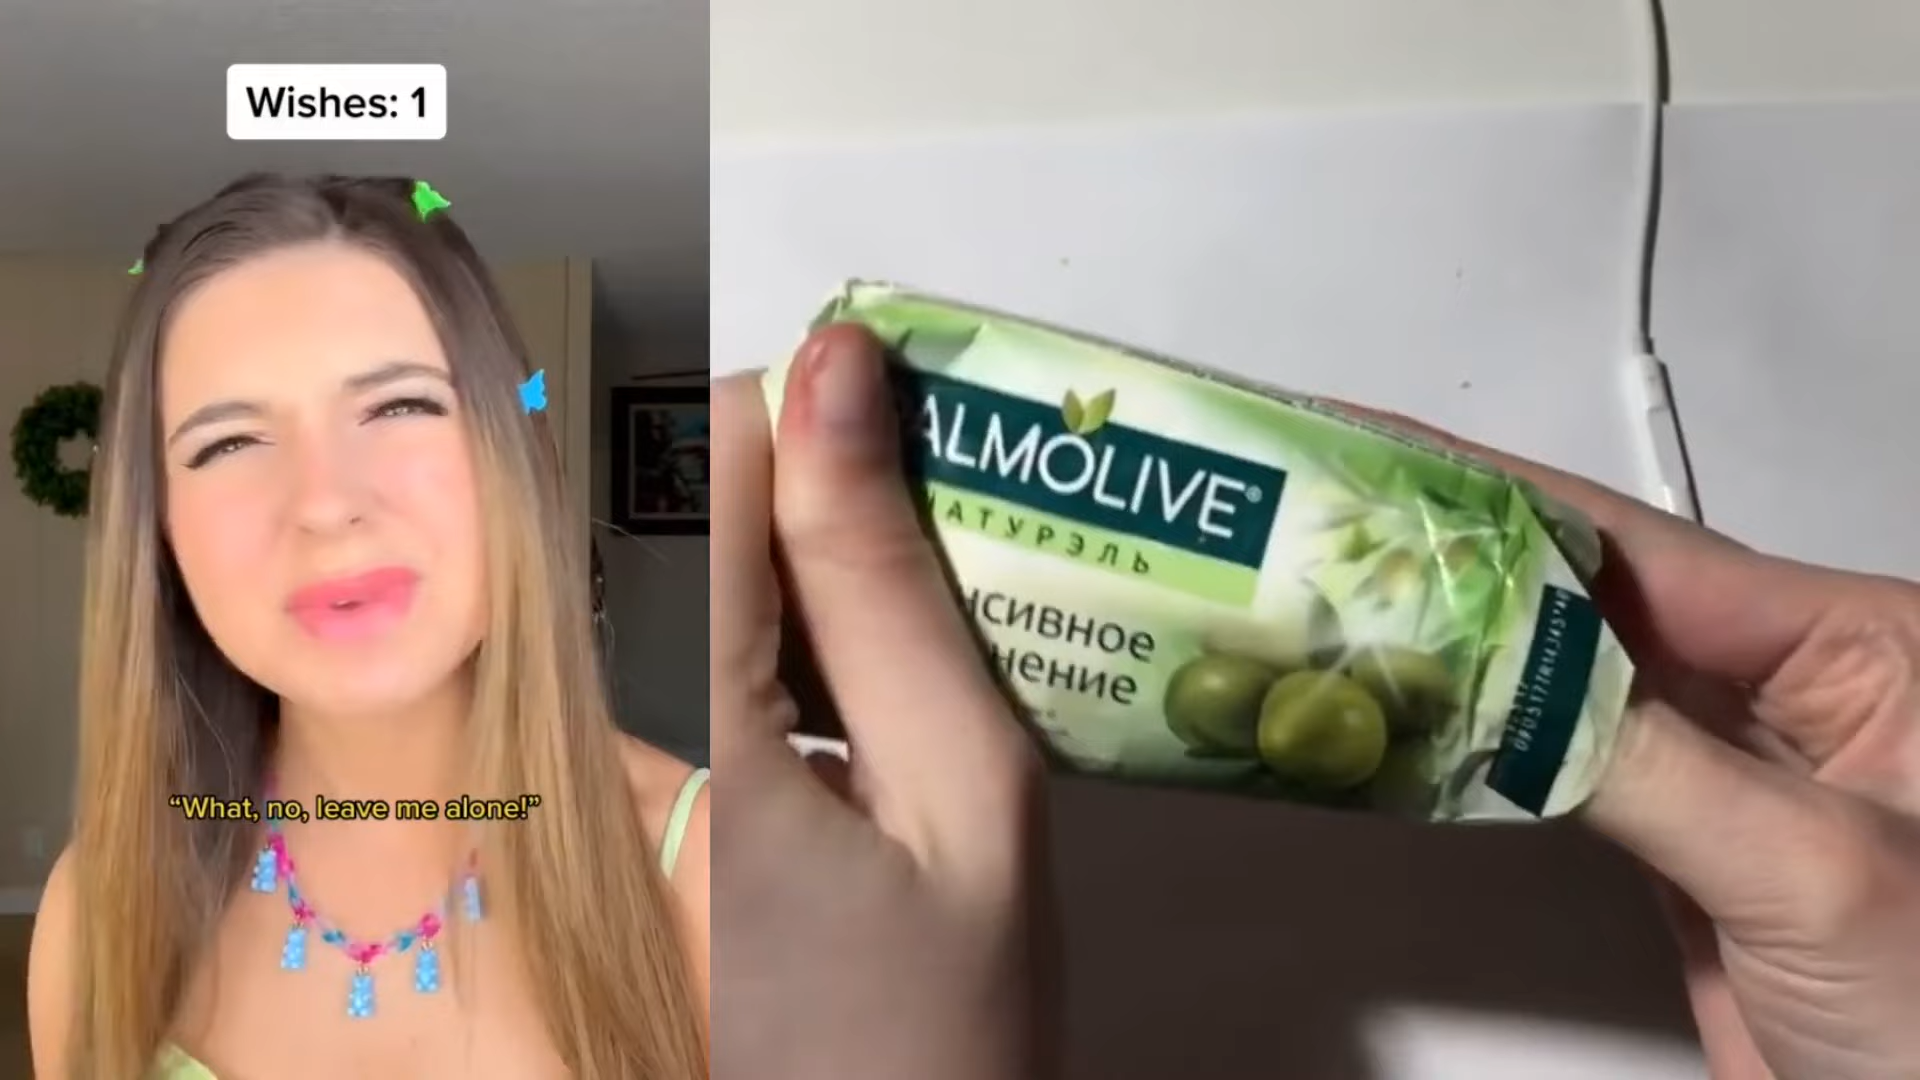 Wishes: 1
“What, no, leave me alone!”
ALMOLIVE®
НАТУРЭЛЬ
нсивное
нение